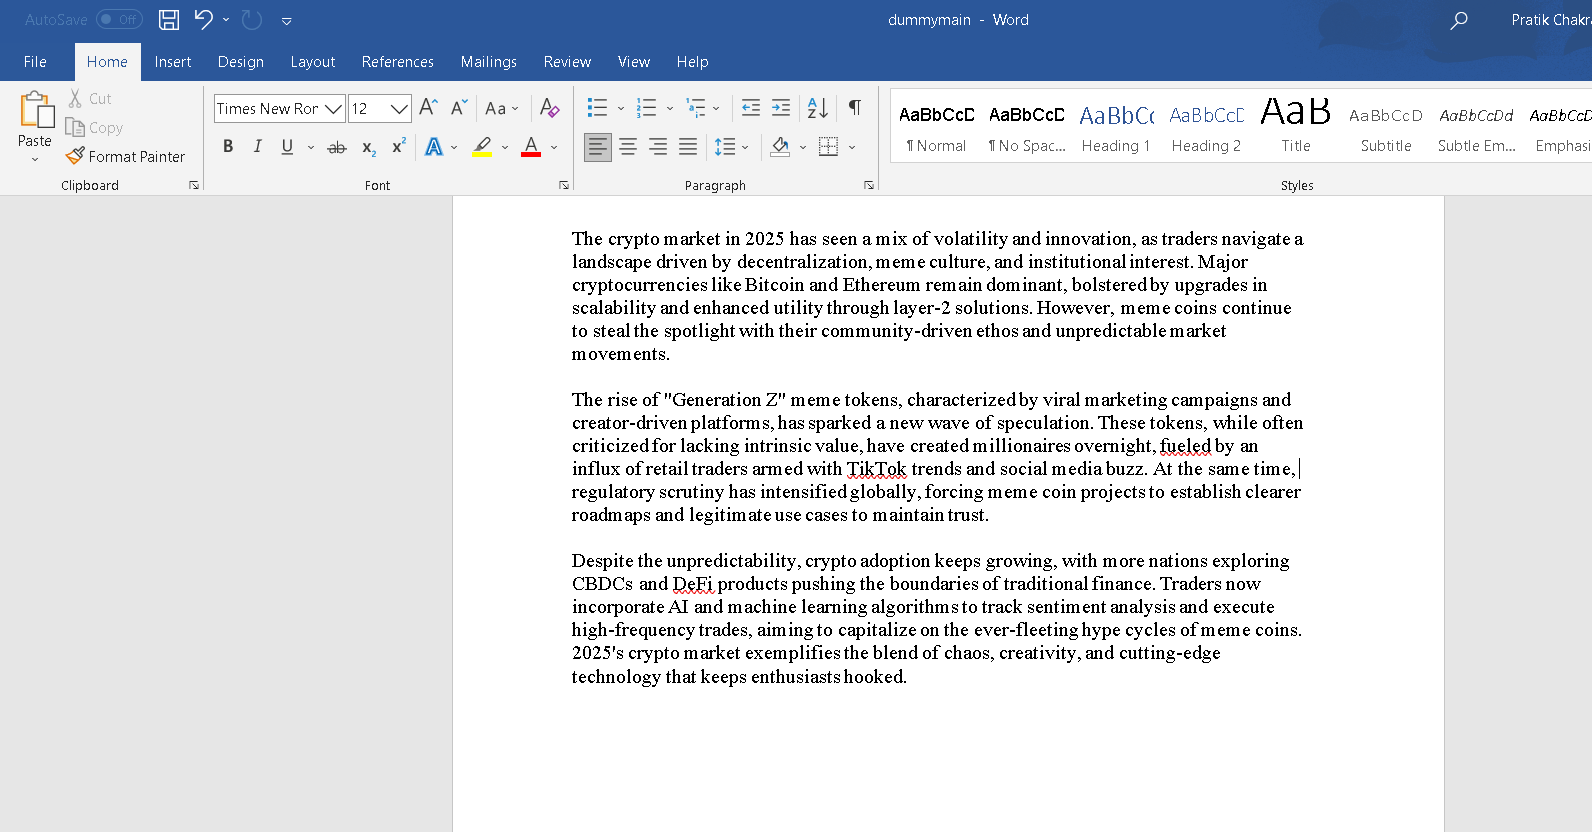 AutoSave Off
dummymain - Word
Pratik Chakr
File Home Insert Design Layout References Mailings Review View Help
Paste
Cut
Copy
Format Painter
Clipboard
Times New Ror 12
Aa
B I U ab x₂ x²
Font
Paragraph
AaBbCcD AaBbCcD AaBbCc AaBbCcD AaB AaBbCcD AaBbCcDd AaBbCcD
¶ Normal ¶ No Spac... Heading 1 Heading 2 Title Subtitle Subtle Em... Emphasi
Styles
The crypto market in 2025 has seen a mix of volatility and innovation, as traders navigate a
landscape driven by decentralization, meme culture, and institutional interest. Major
cryptocurrencies like Bitcoin and Ethereum remain dominant, bolstered by upgrades in
scalability and enhanced utility through layer-2 solutions. However, meme coins continue
to steal the spotlight with their community-driven ethos and unpredictable market
movements.
The rise of "Generation Z" meme tokens, characterized by viral marketing campaigns and
creator-driven platforms, has sparked a new wave of speculation. These tokens, while often
criticized for lacking intrinsic value, have created millionaires overnight, fueled by an
influx of retail traders armed with TikTok trends and social media buzz. At the same time,
regulatory scrutiny has intensified globally, forcing meme coin projects to establish clearer
roadmaps and legitimate use cases to maintain trust.
Despite the unpredictability, crypto adoption keeps growing, with more nations exploring
CBDCs and DeFi products pushing the boundaries of traditional finance. Traders now
incorporate AI and machine learning algorithms to track sentiment analysis and execute
high-frequency trades, aiming to capitalize on the ever-fleeting hype cycles of meme coins.
2025's crypto market exemplifies the blend of chaos, creativity, and cutting-edge
technology that keeps enthusiasts hooked.